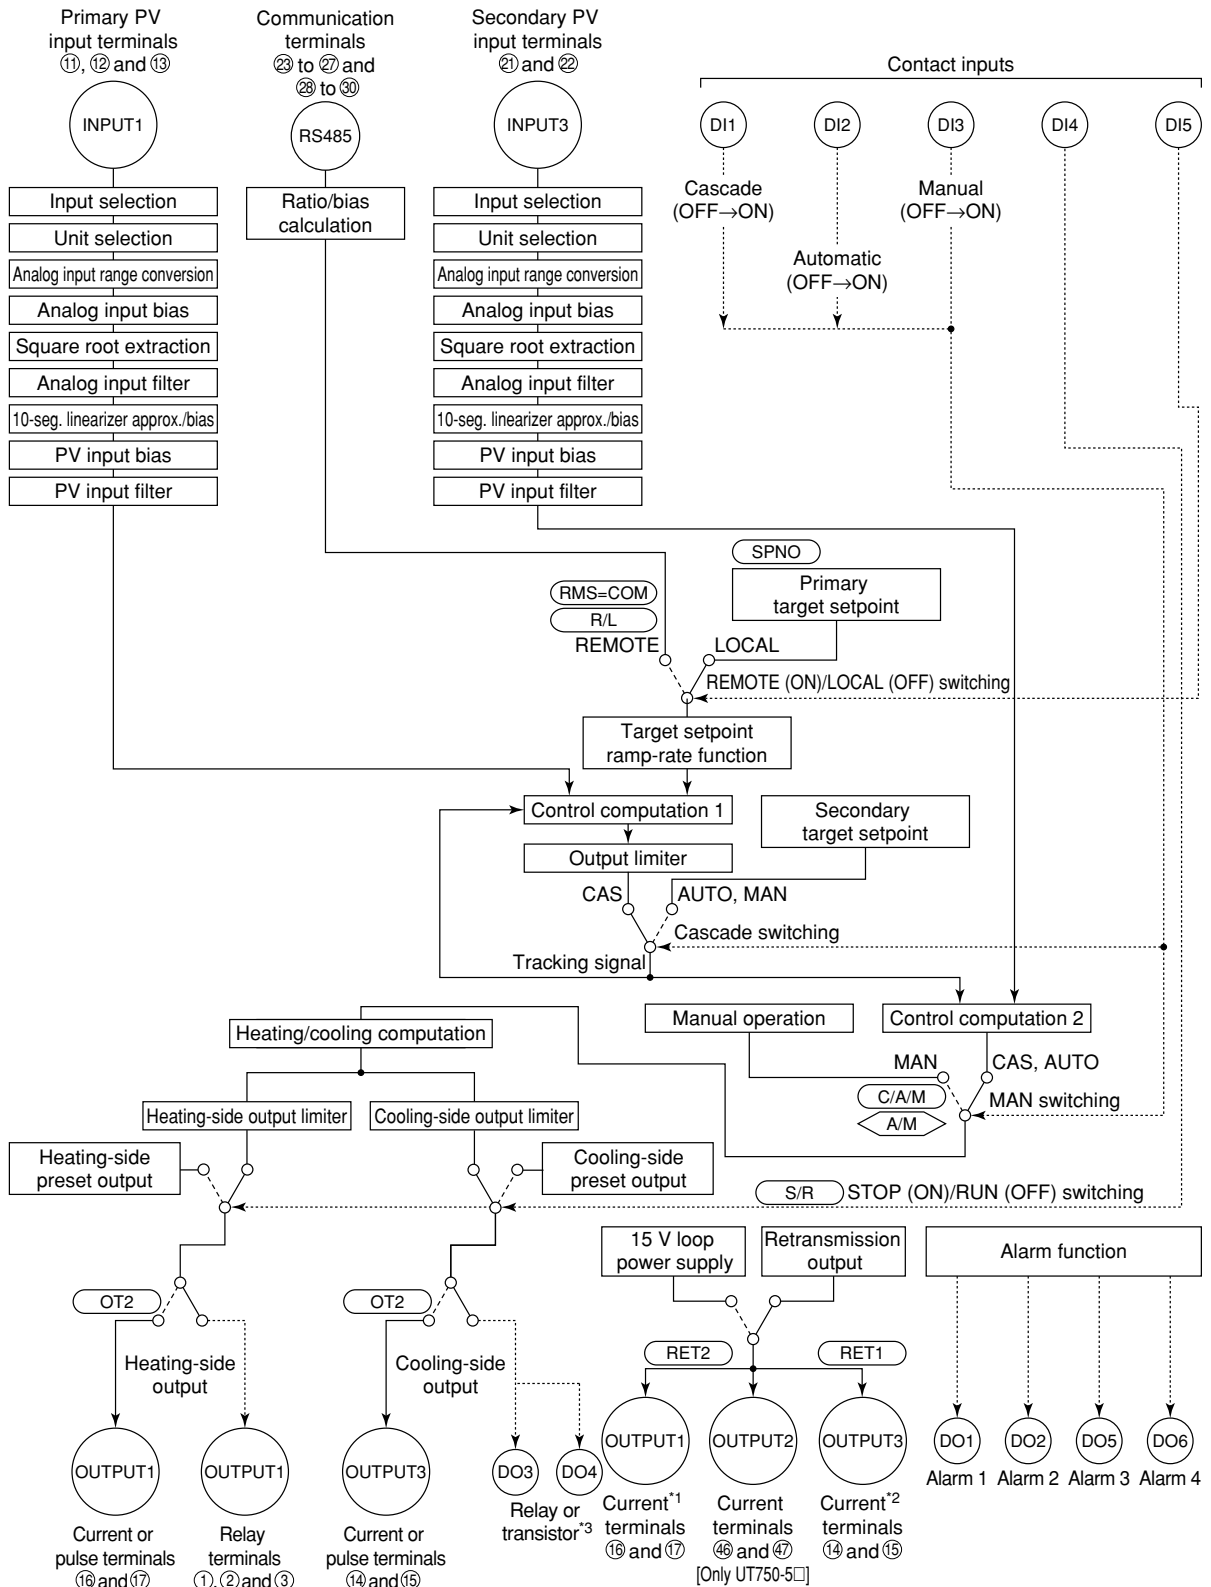 Primary PV
input terminals
⑪, ⑫ and ⑬
INPUT1
Communication
terminals
㉓ to ㉗ and
㉘ to ㉚
RS485
Secondary PV
input terminals
㉑ and ㉒
INPUT3
Contact inputs
DI1
DI2
DI3
DI4
DI5
Cascade
(OFF→ON)
Automatic
(OFF→ON)
Manual
(OFF→ON)
Input selection
Unit selection
Analog input range conversion
Analog input bias
Square root extraction
Analog input filter
10-seg. linearizer approx./bias
PV input bias
PV input filter
Ratio/bias
calculation
Input selection
Unit selection
Analog input range conversion
Analog input bias
Square root extraction
Analog input filter
10-seg. linearizer approx./bias
PV input bias
PV input filter
SPNO
Primary
target setpoint
RMS=COM
R/L
REMOTE
LOCAL
REMOTE (ON)/LOCAL (OFF) switching
Target setpoint
ramp-rate function
Control computation 1
Secondary
target setpoint
Output limiter
CAS
AUTO, MAN
Cascade switching
Tracking signal
Manual operation
Control computation 2
MAN
CAS, AUTO
C/A/M
A/M
MAN switching
Heating/cooling computation
Heating-side output limiter
Cooling-side output limiter
Heating-side
preset output
Cooling-side
preset output
S/R
STOP (ON)/RUN (OFF) switching
15 V loop
power supply
Retransmission
output
Alarm function
OT2
Heating-side
output
OT2
Cooling-side
output
RET2
RET1
OUTPUT1
Current or
pulse terminals
⑯ and ⑰
OUTPUT1
Relay
terminals
①, ② and ③
OUTPUT3
Current or
pulse terminals
⑭ and ⑮
DO3
DO4
Relay or
transistor*3
OUTPUT1
Current*1
terminals
⑯ and ⑰
OUTPUT2
Current
terminals
㊻ and ㊼
[Only UT750-5□]
OUTPUT3
Current*2
terminals
⑭ and ⑮
DO1
Alarm 1
DO2
Alarm 2
DO5
Alarm 3
DO6
Alarm 4